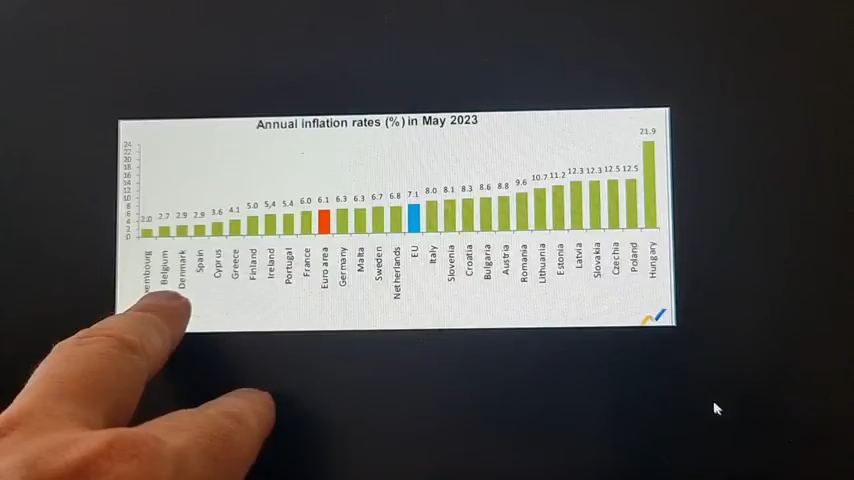 Annual inflation rates (%) in May 2023
24
22
20
18
16
14
12
10
8
6
4
2
0
2.0 2.7 2.9 2.9 3.6 4.1 5.0 5,4 5.4 6.0 6.1 6.3 6.3 6.7 6.8 7.1 8.0 8.1 8.3 8.6 8.8 9.6 10.7 11.2 12.3 12.3 12.5 12.5 21.9
Belgium
Denmark
Spain
Cyprus
Greece
Finland
Ireland
Portugal
France
Euro area
Germany
Malta
Sweden
Netherlands
EU
Italy
Slovenia
Croatia
Bulgaria
Austria
Romania
Lithuania
Estonia
Latvia
Slovakia
Czechia
Poland
Hungary